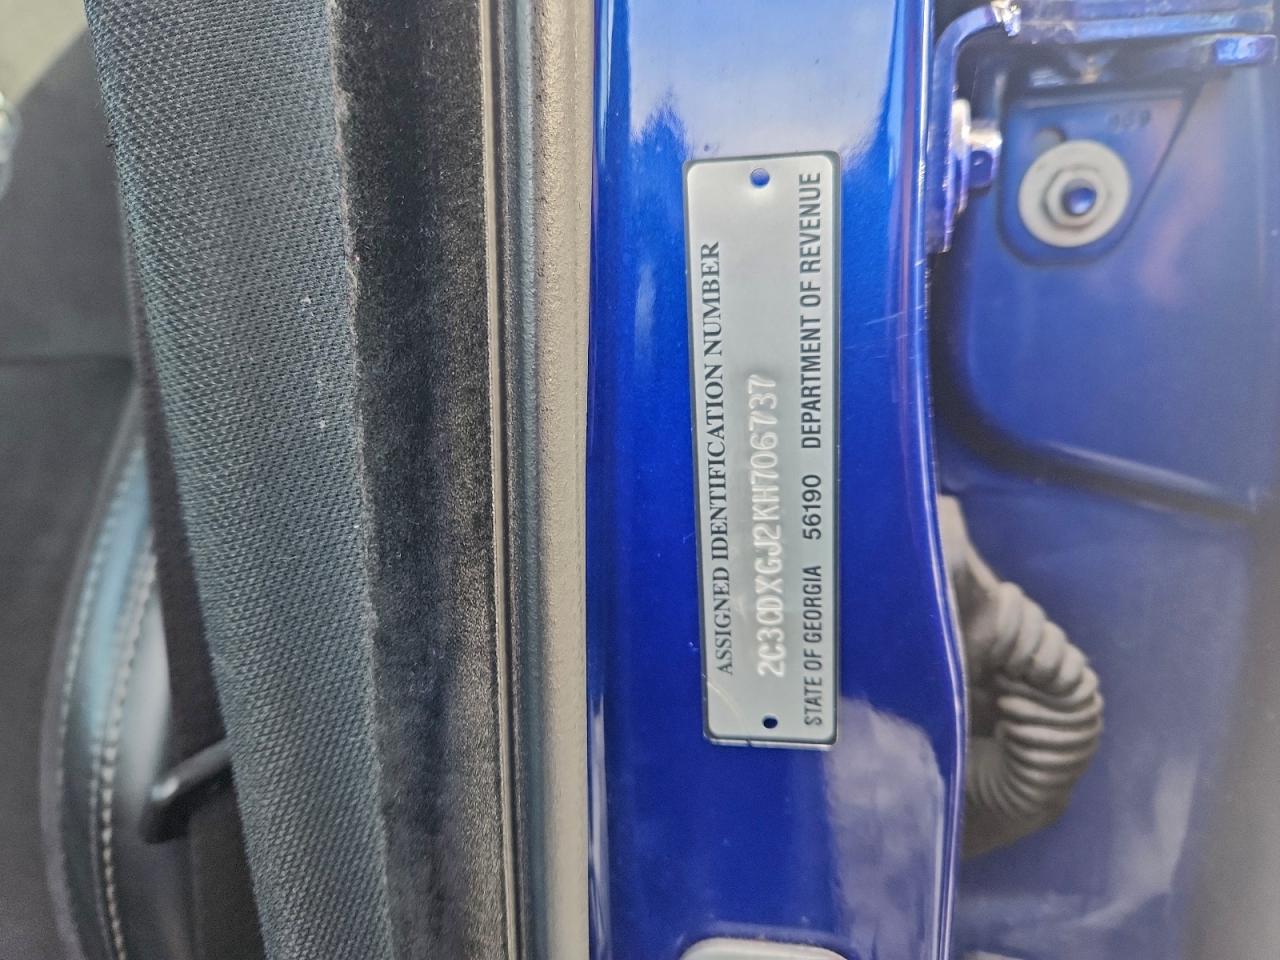 ASSIGNED IDENTIFICATION NUMBER
2C3CDXGJ2KH706737
STATE OF GEORGIA 56190 DEPARTMENT OF REVENUE